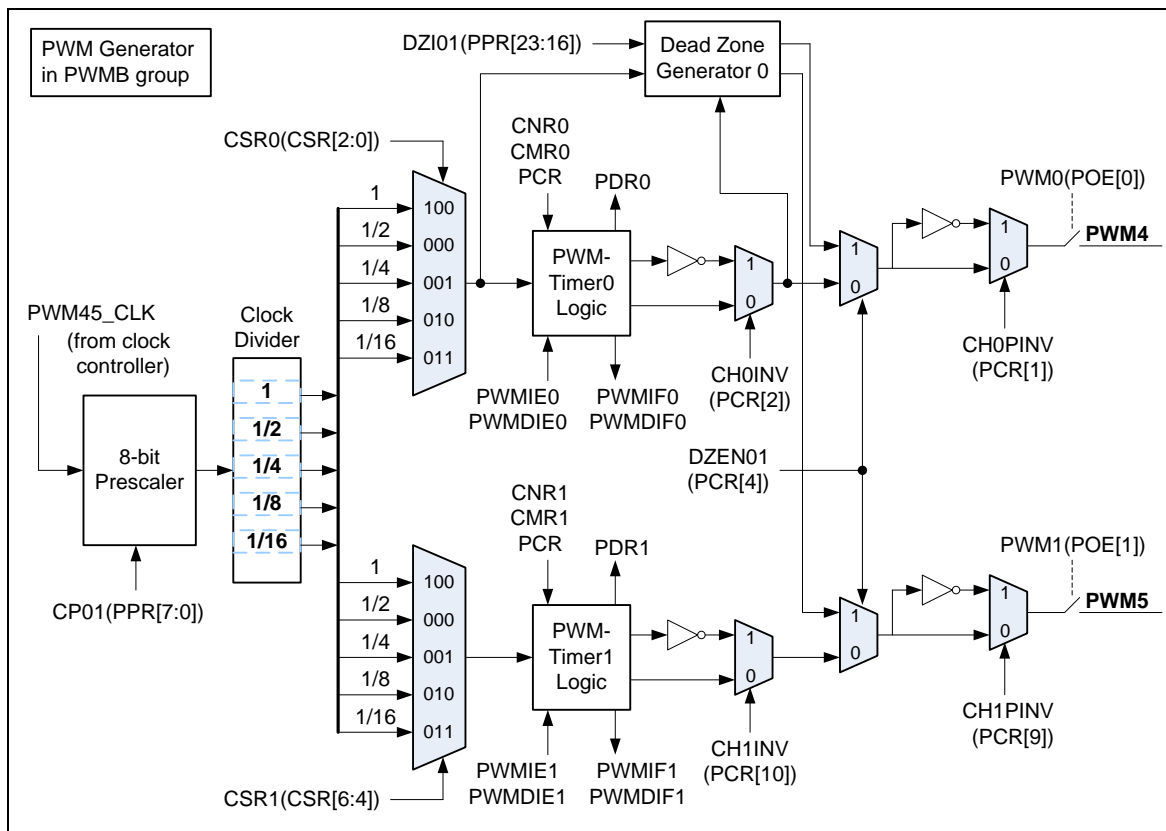 PWM Generator
in PWMB group
DZI01(PPR[23:16])
Dead Zone
Generator 0
CSR0(CSR[2:0])
CNR0
CMR0
PCR
PDR0
1
1/2
1/4
1/8
1/16
100
000
001
010
011
PWM-
Timer0
Logic
PWMIE0
PWMDIE0
PWMIF0
PWMDIF0
1
0
CH0INV
(PCR[2])
1
0
1
0
CH0PINV
(PCR[1])
PWM0(POE[0])
PWM4
PWM45_CLK
(from clock
controller)
Clock
Divider
1
1/2
1/4
1/8
1/16
8-bit
Prescaler
CP01(PPR[7:0])
DZEN01
(PCR[4])
CNR1
CMR1
PCR
PDR1
1
1/2
1/4
1/8
1/16
100
000
001
010
011
PWM-
Timer1
Logic
PWMIE1
PWMDIE1
PWMIF1
PWMDIF1
1
0
CH1INV
(PCR[10])
1
0
1
0
CH1PINV
(PCR[9])
PWM1(POE[1])
PWM5
CSR1(CSR[6:4])